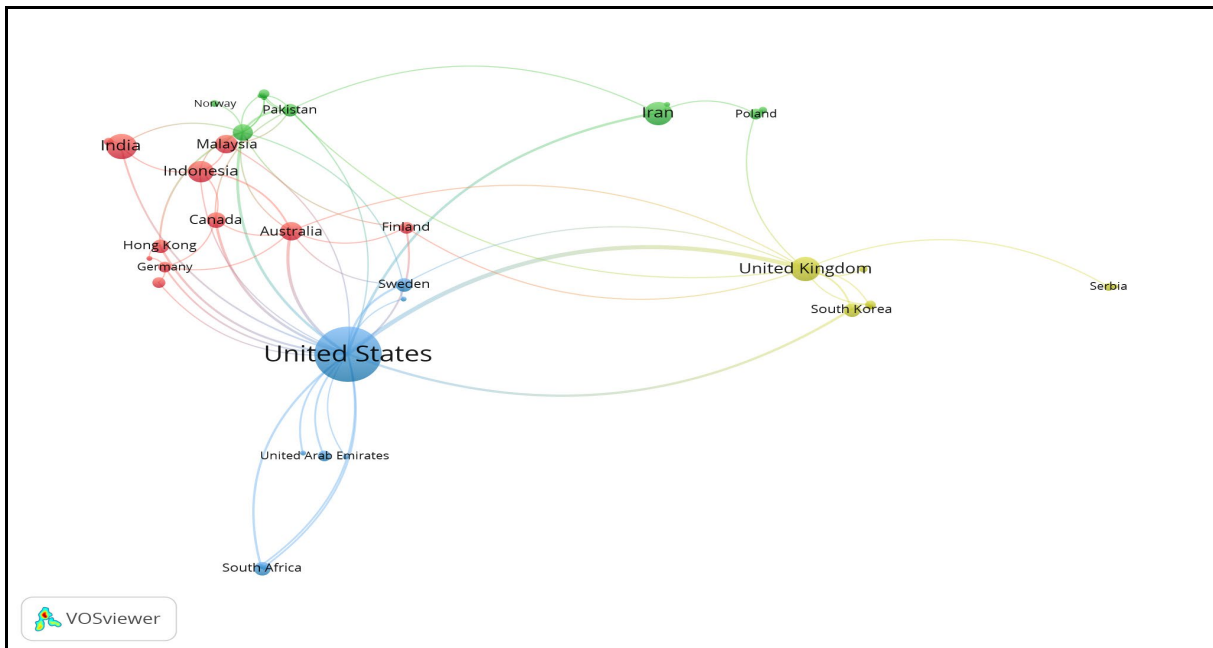 Norway
Pakistan
Iran
Poland
India
Malaysia
Indonesia
Canada
Australia
Finland
Hong Kong
Germany
Sweden
United Kingdom
Serbia
South Korea
United States
United Arab Emirates
South Africa
VOSviewer